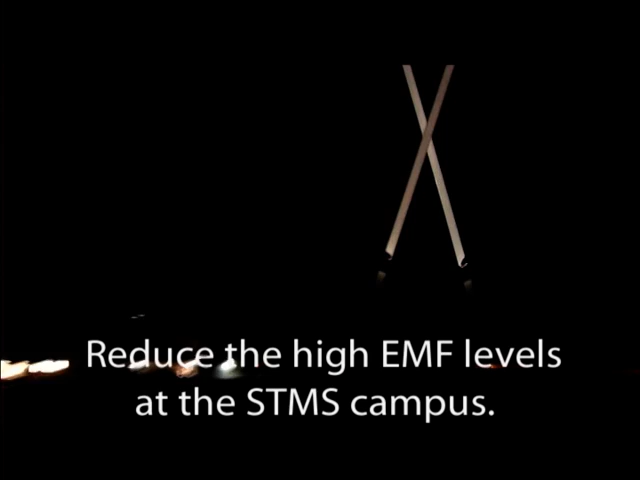 Reduce the high EMF levels
at the STMS campus.